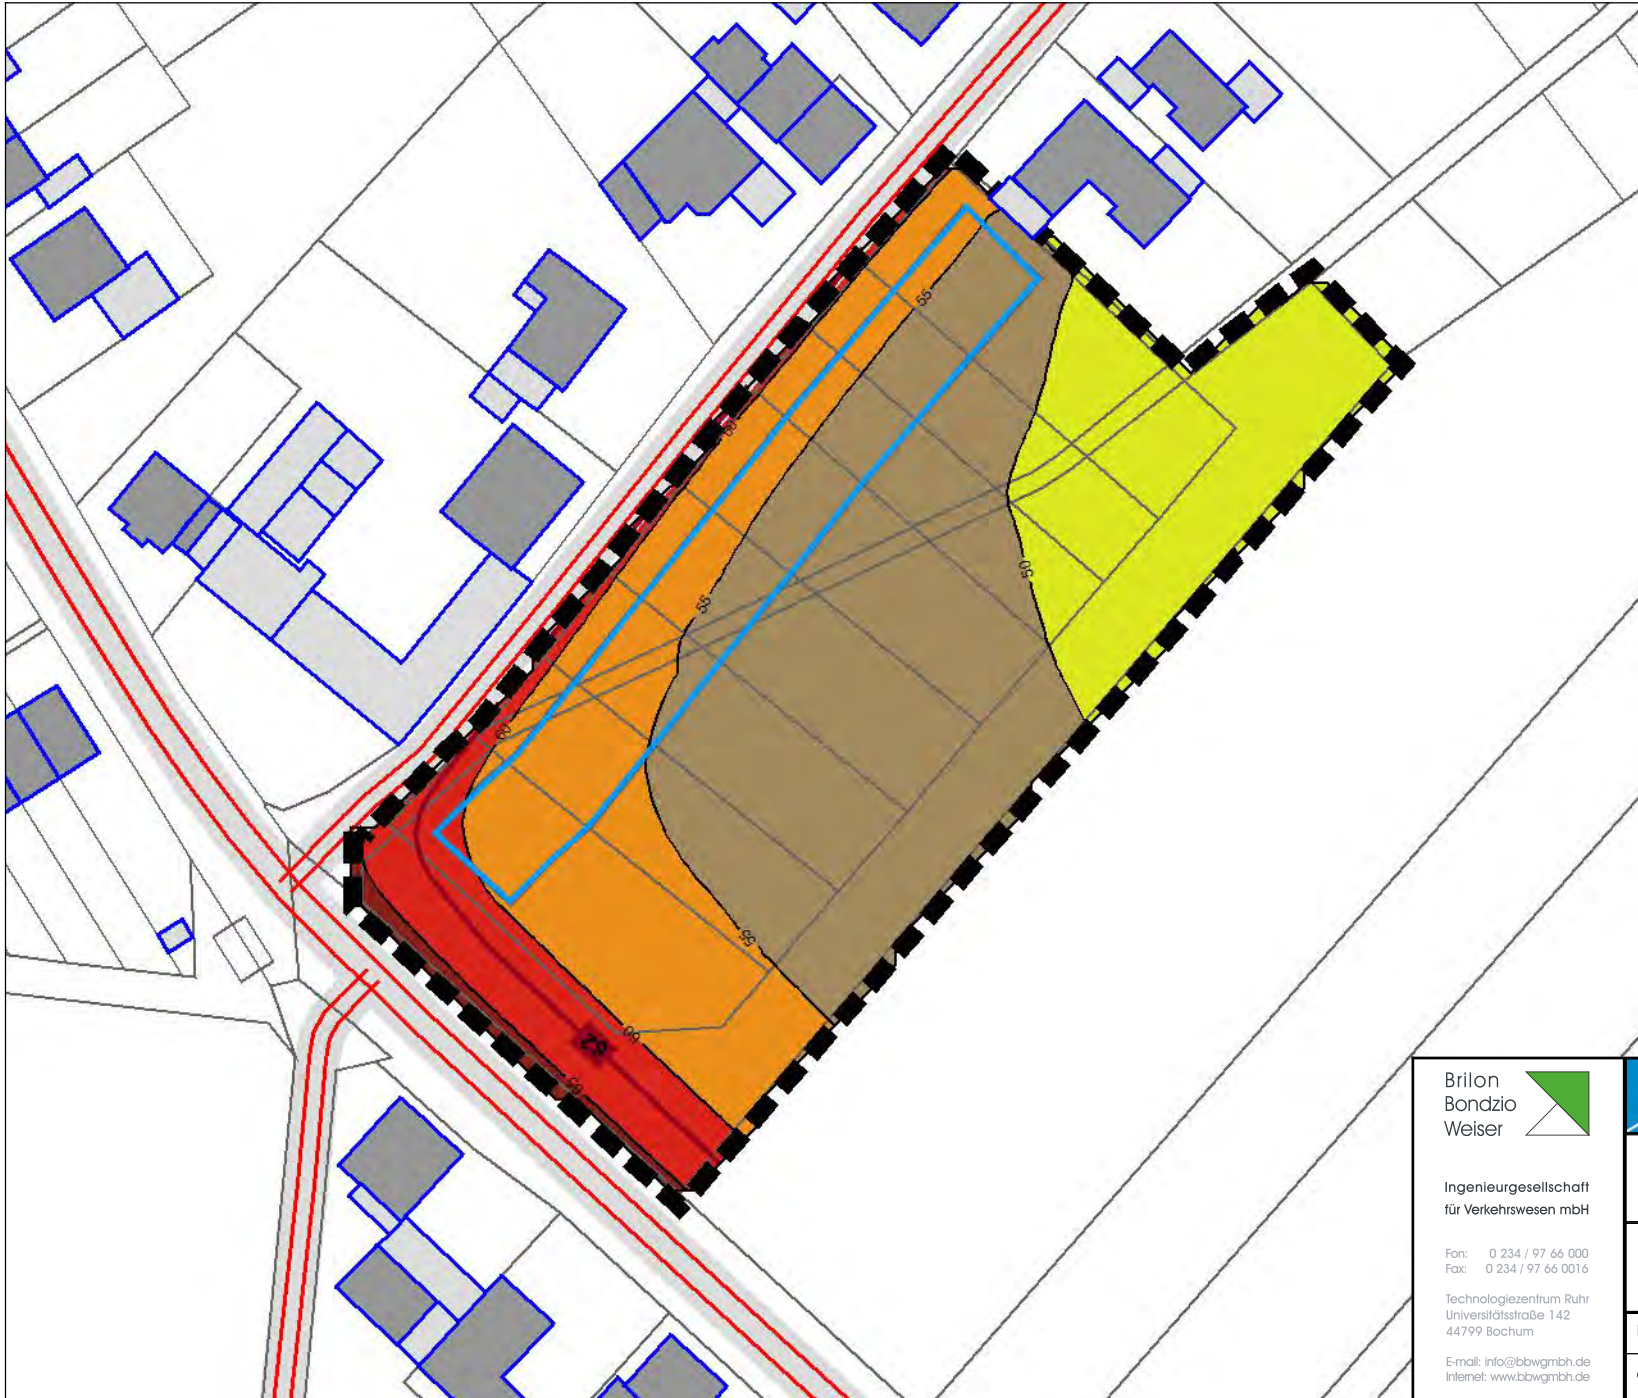 55
60
50
55
60
55
62
60
65
Brilon
Bondzio
Weiser
Ingenieurgesellschaft
für Verkehrswesen mbH
Fon: 0 234 / 97 66 000
Fax: 0 234 / 97 66 0016
Technologiezentrum Ruhr
Universitätsstraße 142
44799 Bochum
E-mail: info@bbwgmbh.de
Internet: www.bbwgmbh.de